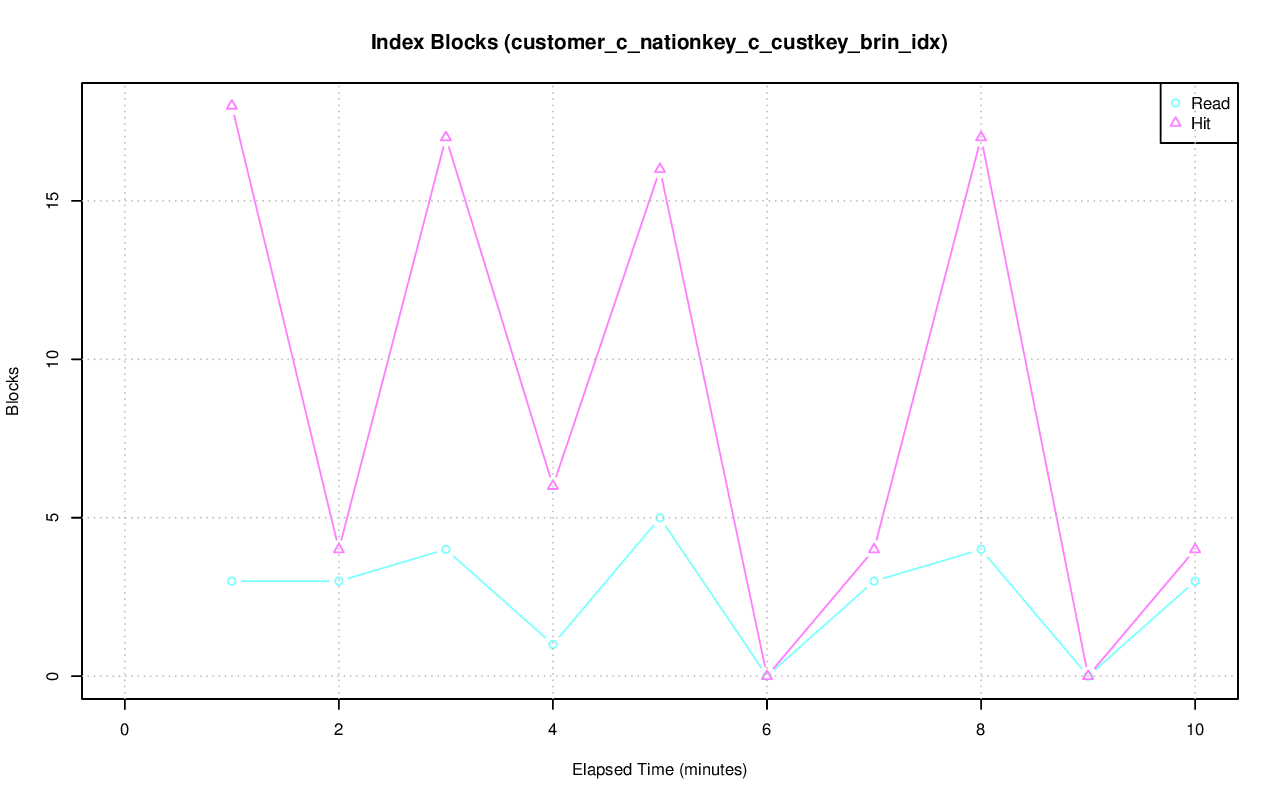 Index Blocks (customer_c_nationkey_c_custkey_brin_idx)
Read
Hit
Blocks
15
10
5
0
0 2 4 6 8 10
Elapsed Time (minutes)